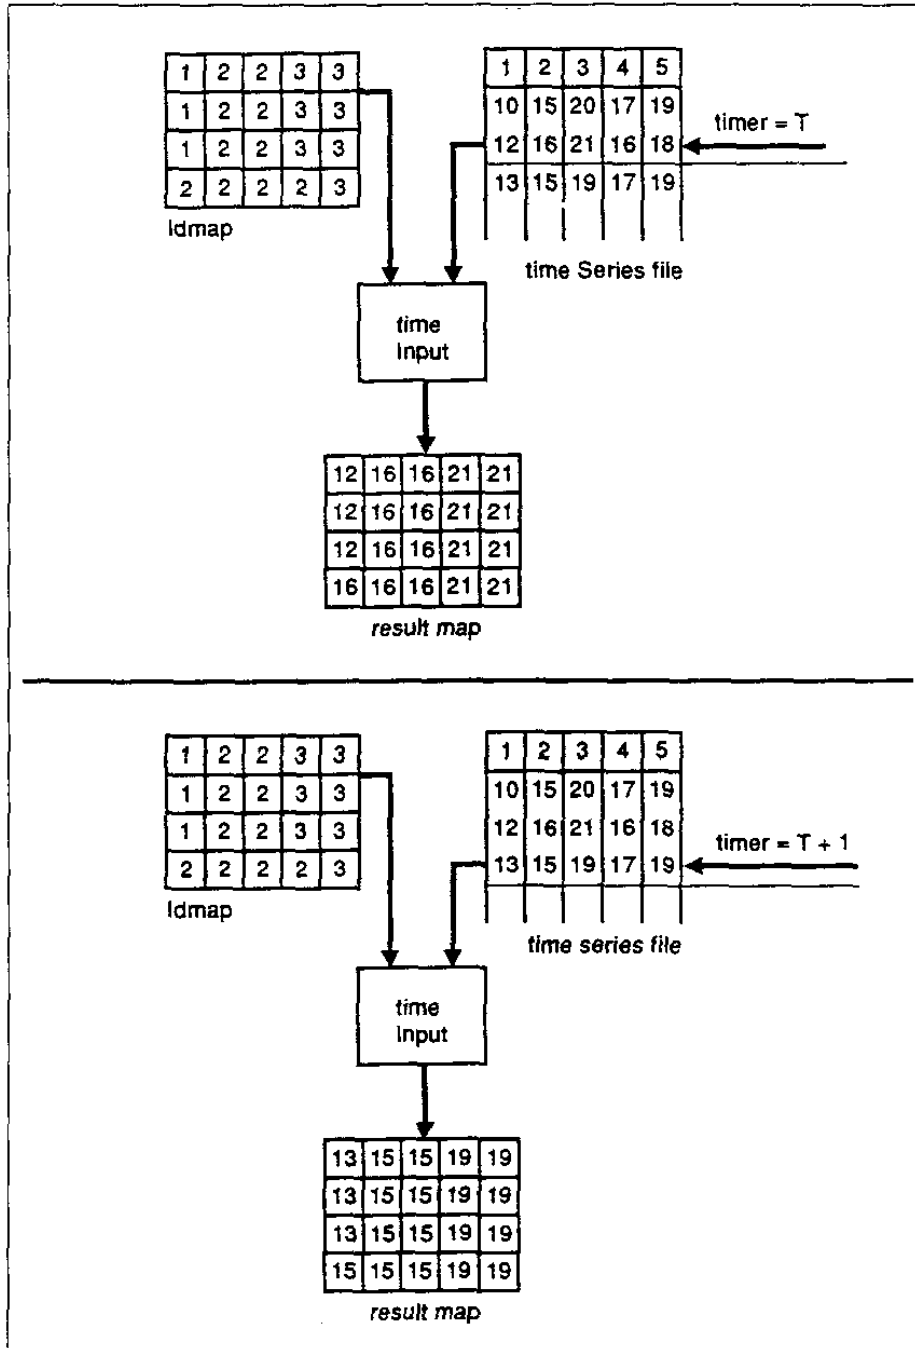 1 2 2 3 3
1 2 2 3 3
1 2 2 3 3
2 2 2 2 3
Idmap
1 2 3 4 5
10 15 20 17 19
12 16 21 16 18
13 15 19 17 19
timer = T
time Series file
time
Input
12 16 16 21 21
12 16 16 21 21
12 16 16 21 21
16 16 16 21 21
result map
1 2 2 3 3
1 2 2 3 3
1 2 2 3 3
2 2 2 2 3
Idmap
1 2 3 4 5
10 15 20 17 19
12 16 21 16 18
13 15 19 17 19
timer = T + 1
time series file
time
Input
13 15 15 19 19
13 15 15 19 19
13 15 15 19 19
15 15 15 19 19
result map